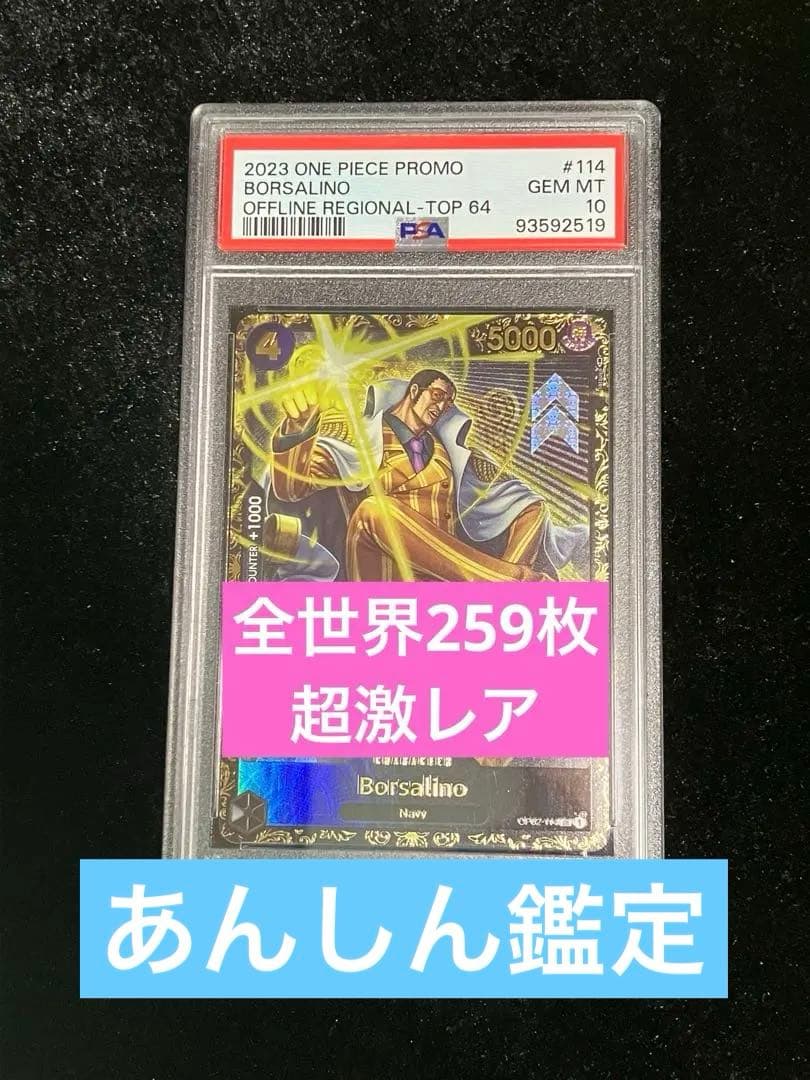 2023 ONE PIECE PROMO #114
BORSALINO GEM MT
OFFLINE REGIONAL-TOP 64 10
PSA 93592519
4 5000
COUNTER +1000
全世界259枚
超激レア
Borsalino
Navy
あんしん鑑定